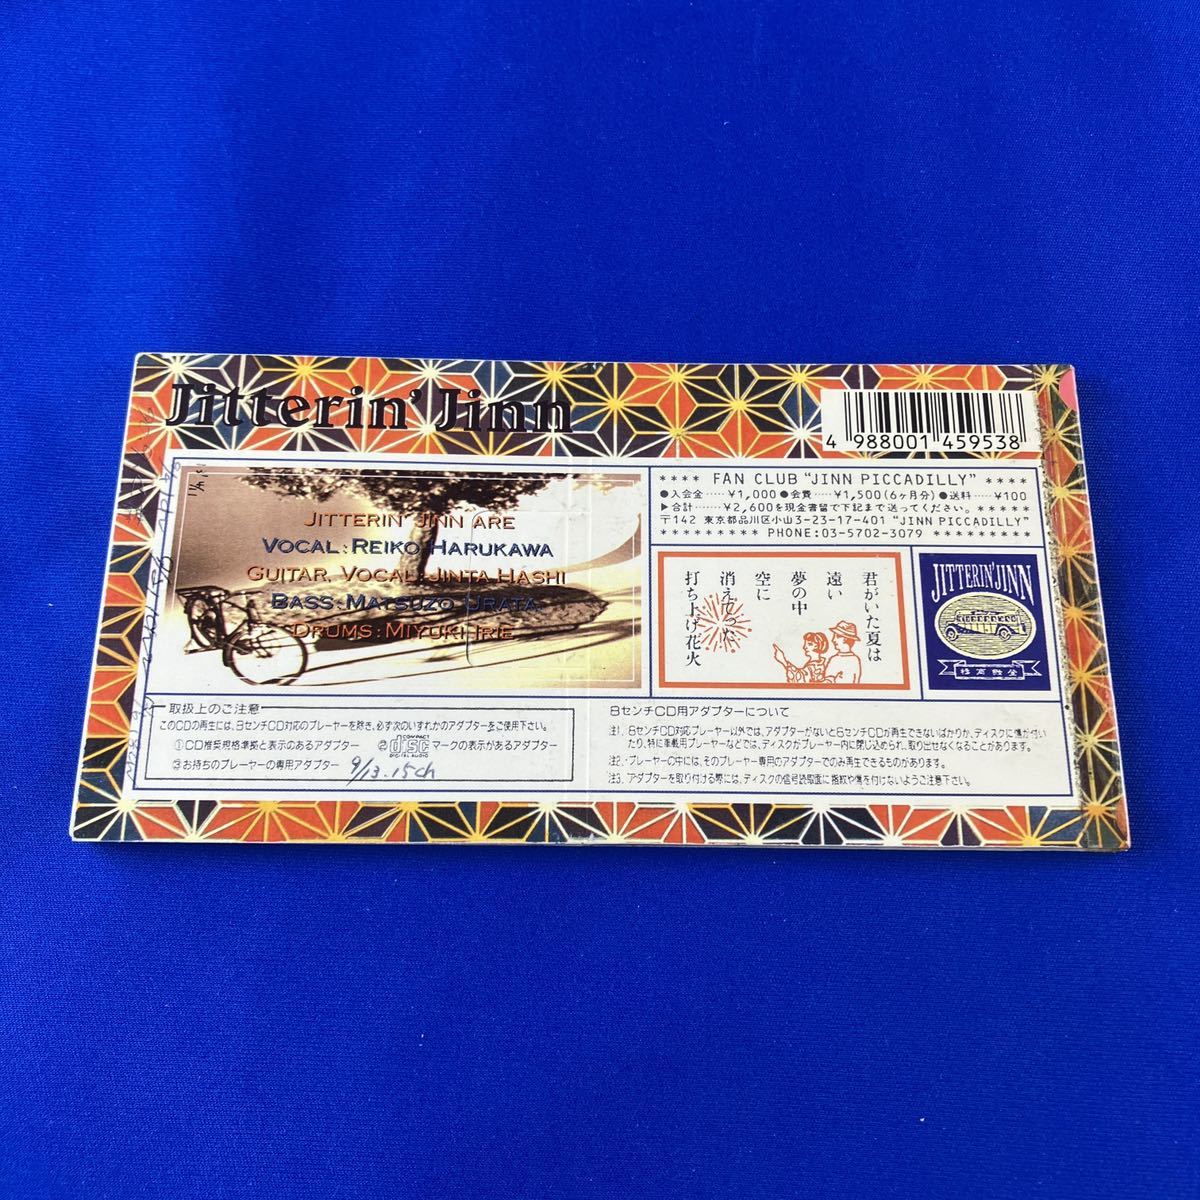 Jitterin' Jinn
4 988001 459538
JITTERIN' JINN ARE
VOCAL:REIKO HARUKAWA
GUITAR, VOCAL:JINTA HASHI
BASS:MATSUZO URATA
DRUMS:MIYUKI IRIE
**** FAN CLUB "JINN PICCADILLY" ****
●入会金‥‥¥1,000●会費‥‥¥1,500(6ヶ月分)●送料‥‥¥100
▶合計‥‥‥¥2,600を現金書留で下記まで送ってください。
〒142 東京都品川区小山3-23-17-401 "JINN PICCADILLY"
********* PHONE:03-5702-3079 *********
君がいた夏は
遠い
夢の中
空に
消えてった
打ち上げ花火
JITTERIN'JINN
取扱上のご注意
このCDの再生には、8センチCD対応のプレーヤーを除き、必ず次のいずれかのアダプターをご使用下さい。
①CD推奨用格準拠と表示のあるアダプター ②COMPACT disc DIGITAL AUDIO マークの表示があるアダプター
③お持ちのプレーヤーの専用アダプター
9/13.15ch
8センチCD用アダプターについて
注1. 8センチCD対応プレーヤー以外では、アダプターがないと8センチCDが再生できないばかりか、ディスクに傷が付い
たり、特に車載用プレーヤーなどでは、ディスクがプレーヤー内に閉じ込められ、取り出せなくなることがあります。
注2. プレーヤーの中には、そのプレーヤー専用のアダプターでのみ再生できるものがあります。
注3. アダプターを取り付ける際には、ディスクの信号読取面に指紋や傷を付けないようご注意下さい。